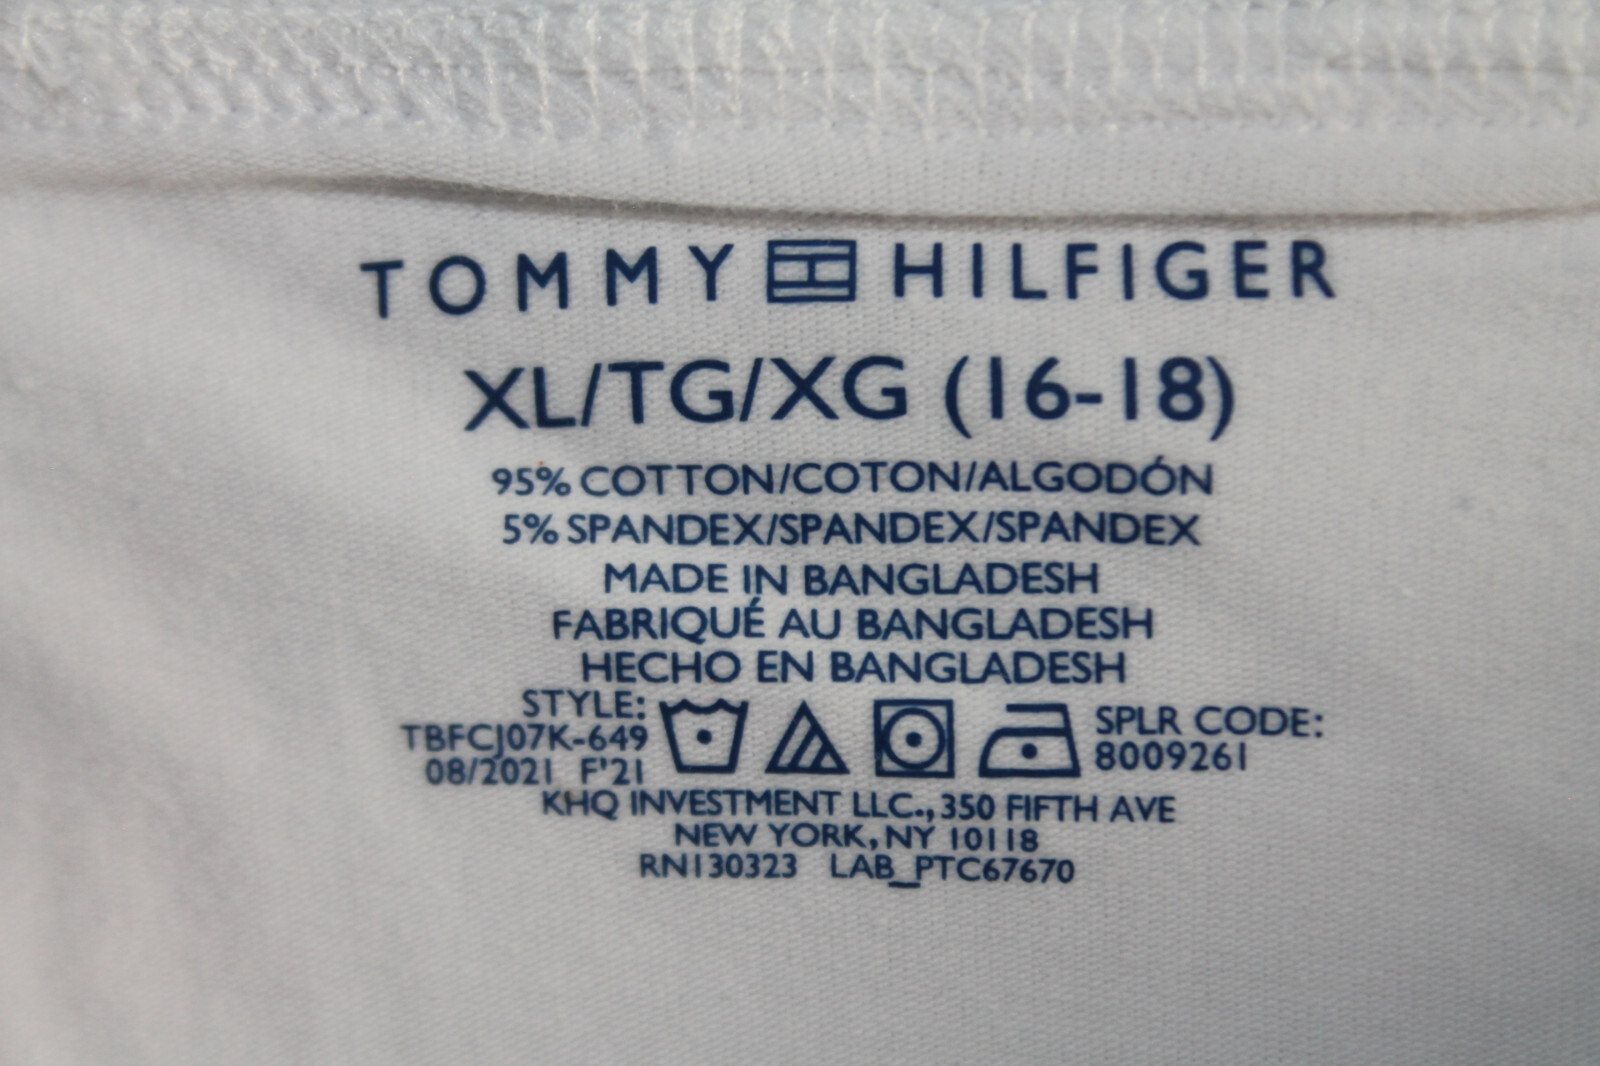 TOMMY HILFIGER
XL/TG/XG (16-18)
95% COTTON/COTON/ALGODÓN
5% SPANDEX/SPANDEX/SPANDEX
MADE IN BANGLADESH
FABRIQUÉ AU BANGLADESH
HECHO EN BANGLADESH
STYLE:
TBFCJ07K-649
08/2021 F'21
SPLR CODE:
8009261
KHQ INVESTMENT LLC., 350 FIFTH AVE
NEW YORK, NY 10118
RN130323 LAB_PTC67670